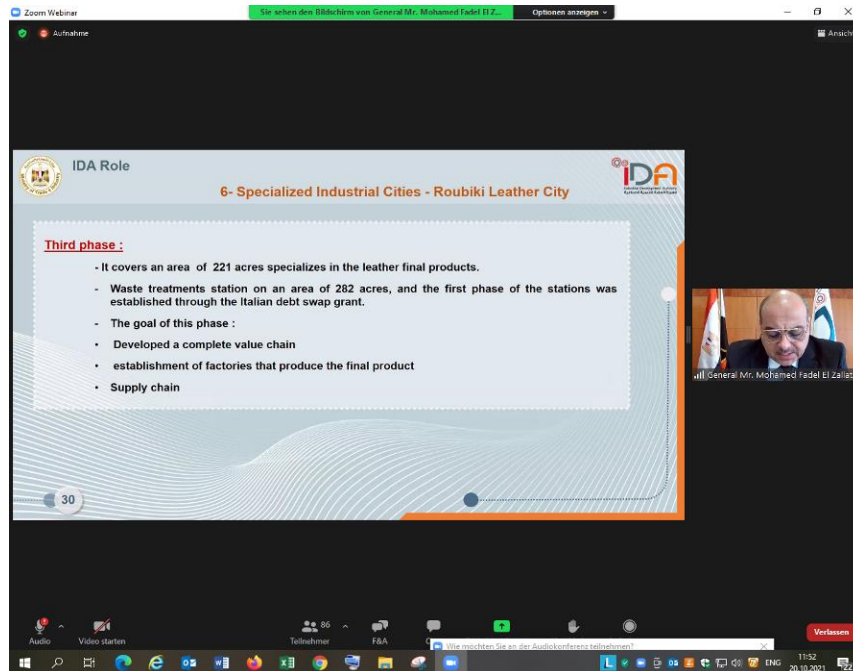 Zoom Webinar
Sie sehen den Bildschirm von General Mr. Mohamed Fadel El Z...
Optionen anzeigen
Aufnahme
Ansicht
IDA Role
IDA
6- Specialized Industrial Cities - Roubiki Leather City
Third phase :
- It covers an area of 221 acres specializes in the leather final products.
- Waste treatments station on an area of 282 acres, and the first phase of the stations was
established through the Italian debt swap grant.
- The goal of this phase :
• Developed a complete value chain
• establishment of factories that produce the final product
• Supply chain
30
General Mr. Mohamed Fadel El Zallat
86
Audio
Video starten
Teilnehmer
F&A
Verlassen
Wie möchten Sie an der Audiokonferenz teilnehmen?
ENG
11:52
20.10.2021